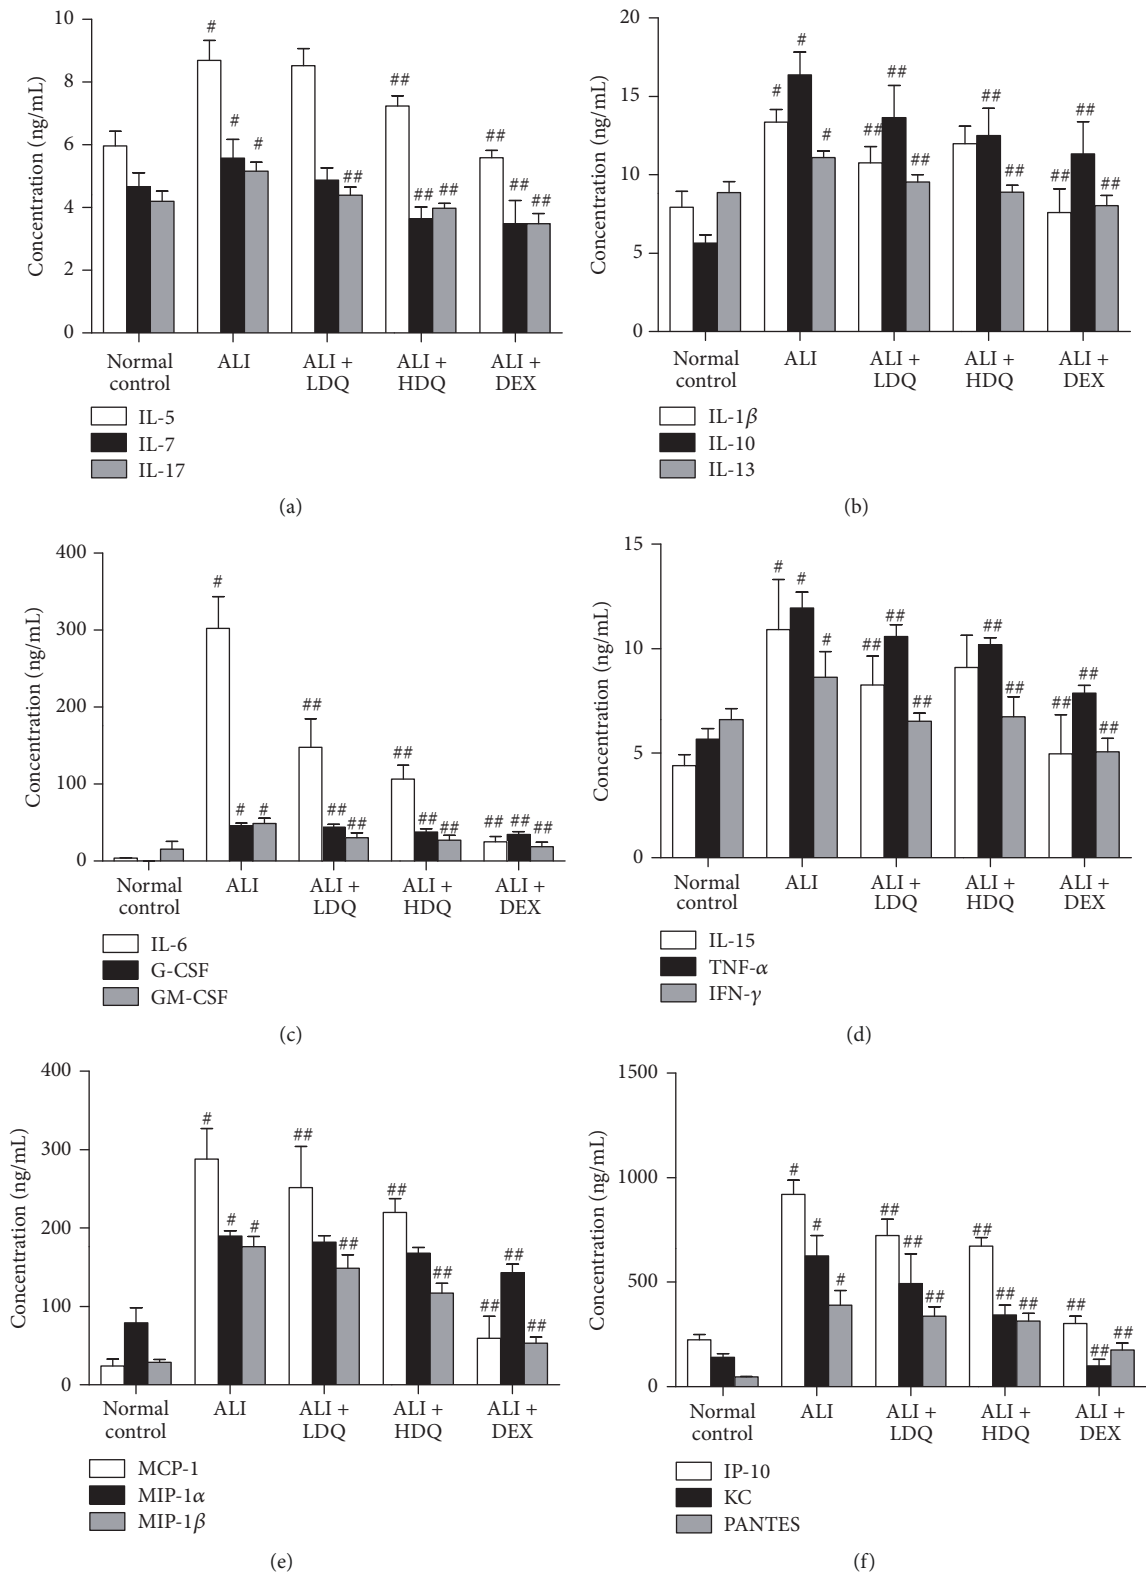 10
8
6
4
2
0
Concentration (ng/mL)
#
#
#
##
##
##
##
##
##
##
Normal control
ALI
ALI + LDQ
ALI + HDQ
ALI + DEX
IL-5
IL-7
IL-17
(a)
20
15
10
5
0
Concentration (ng/mL)
#
#
#
##
##
##
##
##
##
##
##
Normal control
ALI
ALI + LDQ
ALI + HDQ
ALI + DEX
IL-1β
IL-10
IL-13
(b)
400
300
200
100
0
Concentration (ng/mL)
#
#
#
##
##
##
##
##
##
##
##
##
Normal control
ALI
ALI + LDQ
ALI + HDQ
ALI + DEX
IL-6
G-CSF
GM-CSF
(c)
15
10
5
0
Concentration (ng/mL)
#
#
#
##
##
##
##
##
##
##
##
Normal control
ALI
ALI + LDQ
ALI + HDQ
ALI + DEX
IL-15
TNF-α
IFN-γ
(d)
400
300
200
100
0
Concentration (ng/mL)
#
#
#
##
##
##
##
##
##
##
Normal control
ALI
ALI + LDQ
ALI + HDQ
ALI + DEX
MCP-1
MIP-1α
MIP-1β
(e)
1500
1000
500
0
Concentration (ng/mL)
#
#
#
##
##
##
##
##
##
##
##
##
Normal control
ALI
ALI + LDQ
ALI + HDQ
ALI + DEX
IP-10
KC
PANTES
(f)